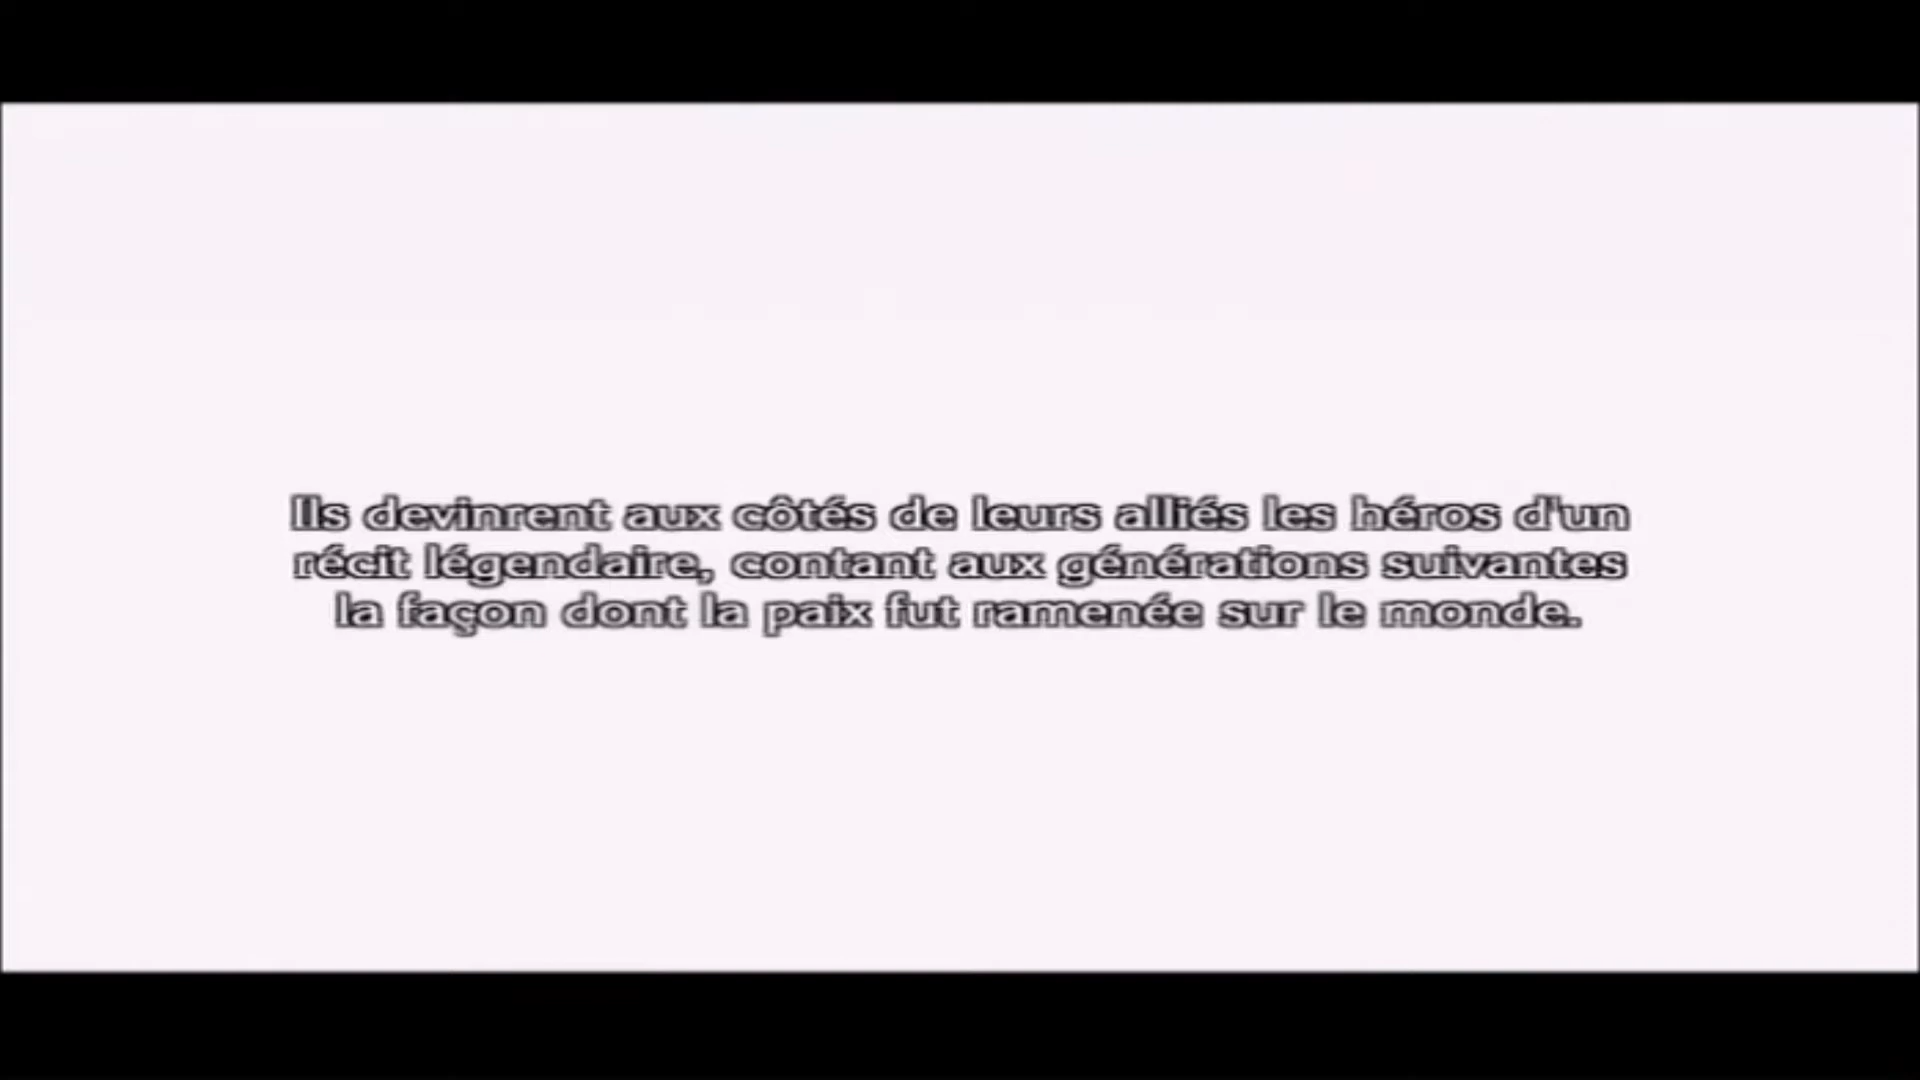 Ils devinrent aux côtés de leurs alliés les héros d'un
récit légendaire, contant aux générations suivantes
la façon dont la paix fut ramenée sur le monde.